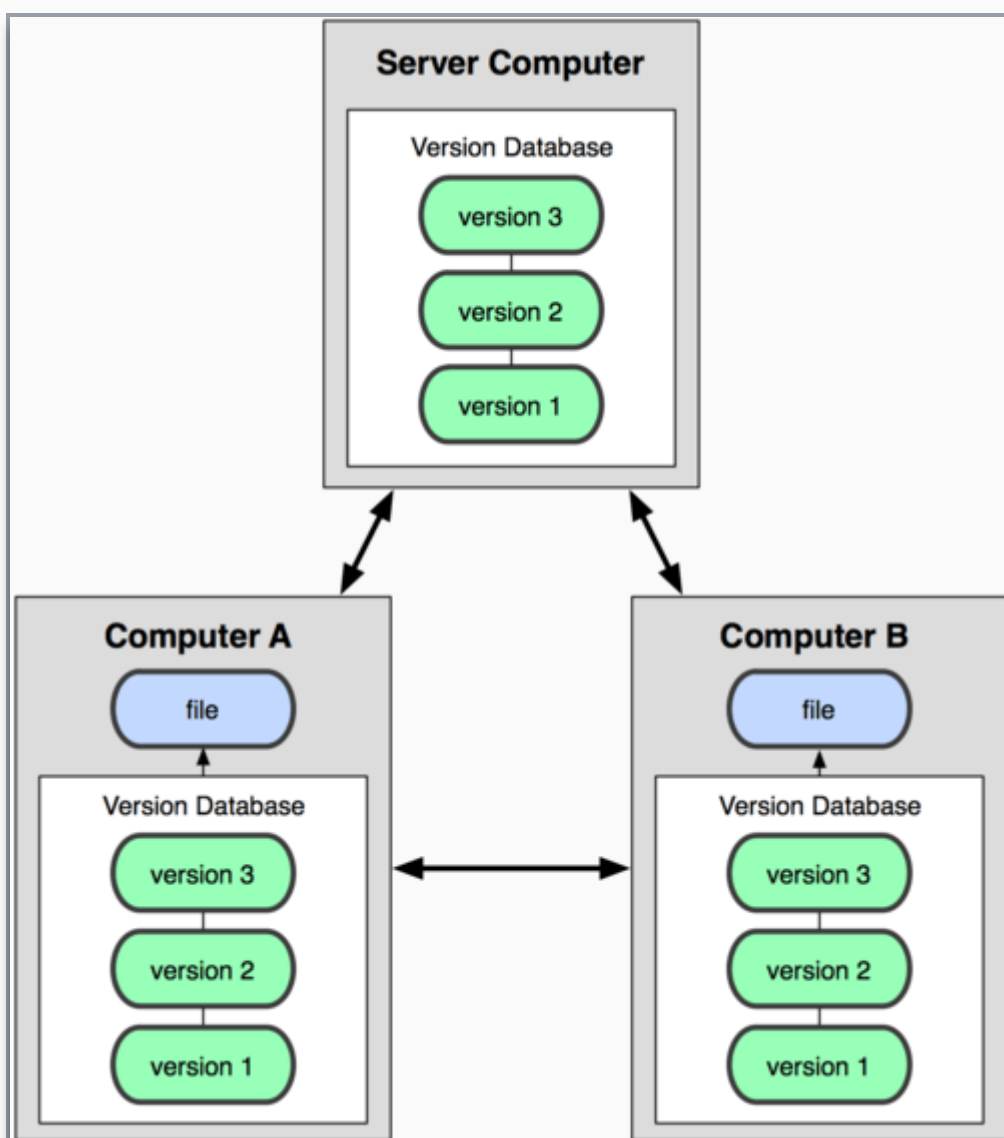 Server Computer
Version Database
version 3
version 2
version 1
Computer A
file
Version Database
version 3
version 2
version 1
Computer B
file
Version Database
version 3
version 2
version 1